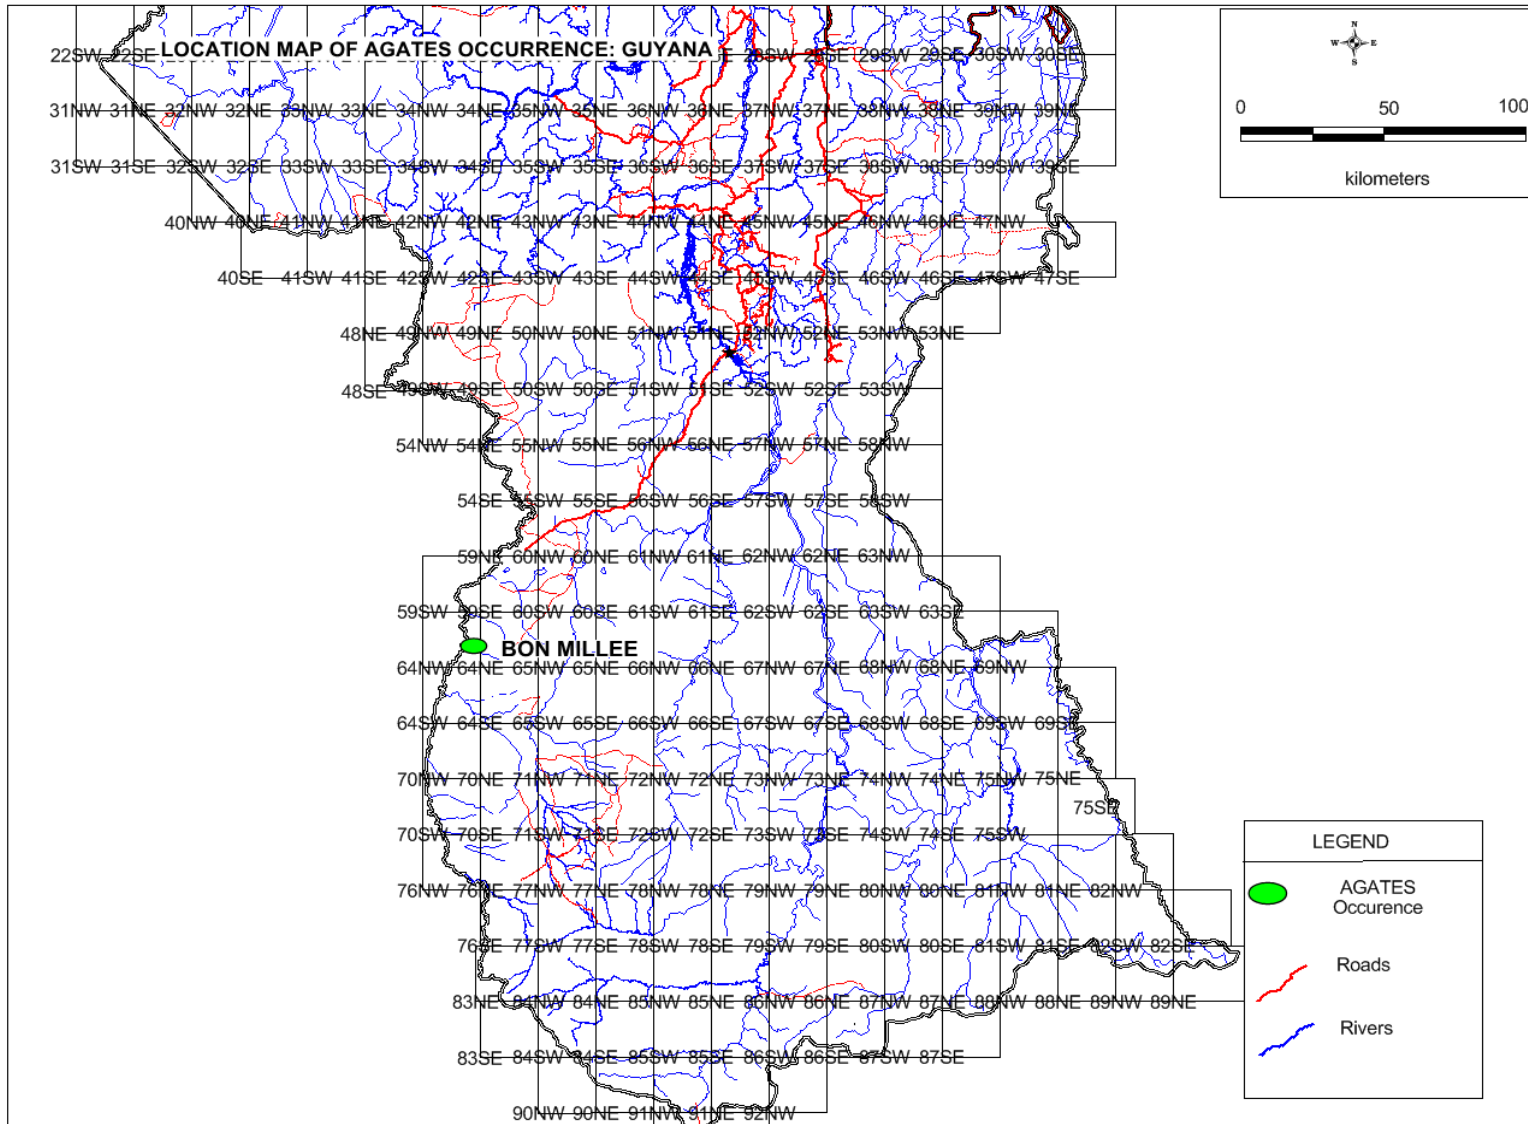 LOCATION MAP OF AGATES OCCURRENCE: GUYANA
N
W E
S
0 50 100
kilometers
22SW 22SE 28SE 29SW 29SE 30SW 30SE
31NW 31NE 32NW 32NE 33NW 33NE 34NW 34NE 35NW 35NE 36NW 36NE 37NW 37NE 38NW 38NE 39NW 39NE
31SW 31SE 32SW 32SE 33SW 33SE 34SW 34SE 35SW 35SE 36SW 36SE 37SW 37SE 38SW 38SE 39SW 39SE
40NW 40NE 41NW 41NE 42NW 42NE 43NW 43NE 44NW 44NE 45NW 45NE 46NW 46NE 47NW
40SE 41SW 41SE 42SW 42SE 43SW 43SE 44SW 44SE 45SW 45SE 46SW 46SE 47SW 47SE
48NE 49NW 49NE 50NW 50NE 51NW 51NE 52NW 52NE 53NW 53NE
48SE 49SW 49SE 50SW 50SE 51SW 51SE 52SW 52SE 53SW
54NW 54NE 55NW 55NE 56NW 56NE 57NW 57NE 58NW
54SE 55SW 55SE 56SW 56SE 57SW 57SE 58SW
59NE 60NW 60NE 61NW 61NE 62NW 62NE 63NW
59SW 59SE 60SW 60SE 61SW 61SE 62SW 62SE 63SW 63SE
BON MILLEE
64NW 64NE 65NW 65NE 66NW 66NE 67NW 67NE 68NW 68NE 69NW
64SW 64SE 65SW 65SE 66SW 66SE 67SW 67SE 68SW 68SE 69SW 69SE
70NW 70NE 71NW 71NE 72NW 72NE 73NW 73NE 74NW 74NE 75NW 75NE
75SE
70SW 70SE 71SW 71SE 72SW 72SE 73SW 73SE 74SW 74SE 75SW
76NW 76NE 77NW 77NE 78NW 78NE 79NW 79NE 80NW 80NE 81NW 81NE 82NW
76SE 77SW 77SE 78SW 78SE 79SW 79SE 80SW 80SE 81SW 81SE 82SW 82SE
83NE 84NW 84NE 85NW 85NE 86NW 86NE 87NW 87NE 88NW 88NE 89NW 89NE
83SE 84SW 84SE 85SW 85SE 86SW 86SE 87SW 87SE
90NW 90NE 91NW 91NE 92NW
LEGEND
AGATES
Occurence
Roads
Rivers